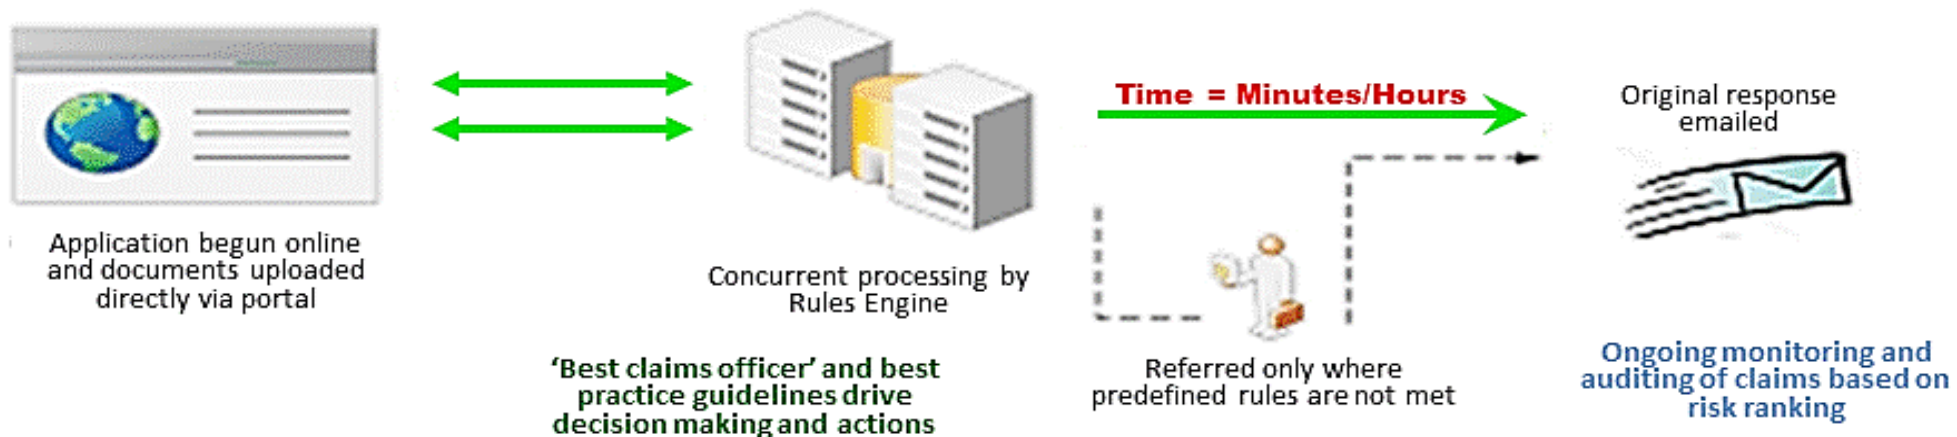 Application begun online
and documents uploaded
directly via portal
Concurrent processing by
Rules Engine
‘Best claims officer’ and best
practice guidelines drive
decision making and actions
Time = Minutes/Hours
Referred only where
predefined rules are not met
Original response
emailed
Ongoing monitoring and
auditing of claims based on
risk ranking